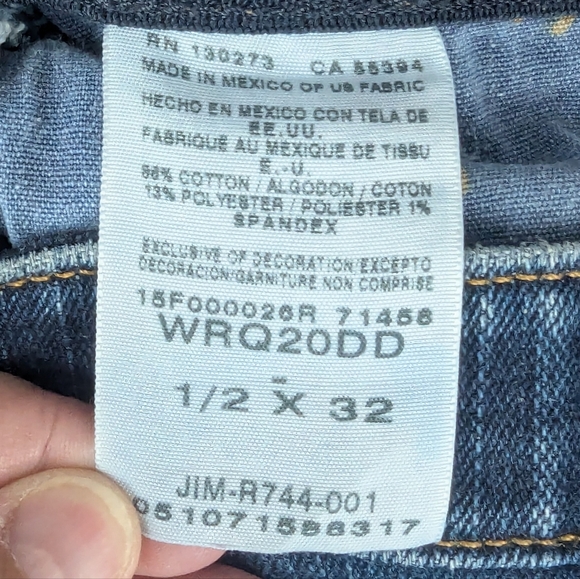 RN 130273 CA 55394
MADE IN MEXICO OF US FABRIC
HECHO EN MEXICO CON TELA DE
EE.UU.
FABRIQUE AU MEXIQUE DE TISSU
E.-U.
86% COTTON / ALGODON / COTON
13% POLYESTER / POLIESTER 1%
SPANDEX
EXCLUSIVE OF DECORATION/EXCEPTO
DECORACION/GARNITURE NON COMPRISE
15F000026R 71456
WRQ20DD
1/2 X 32
JIM-R744-001